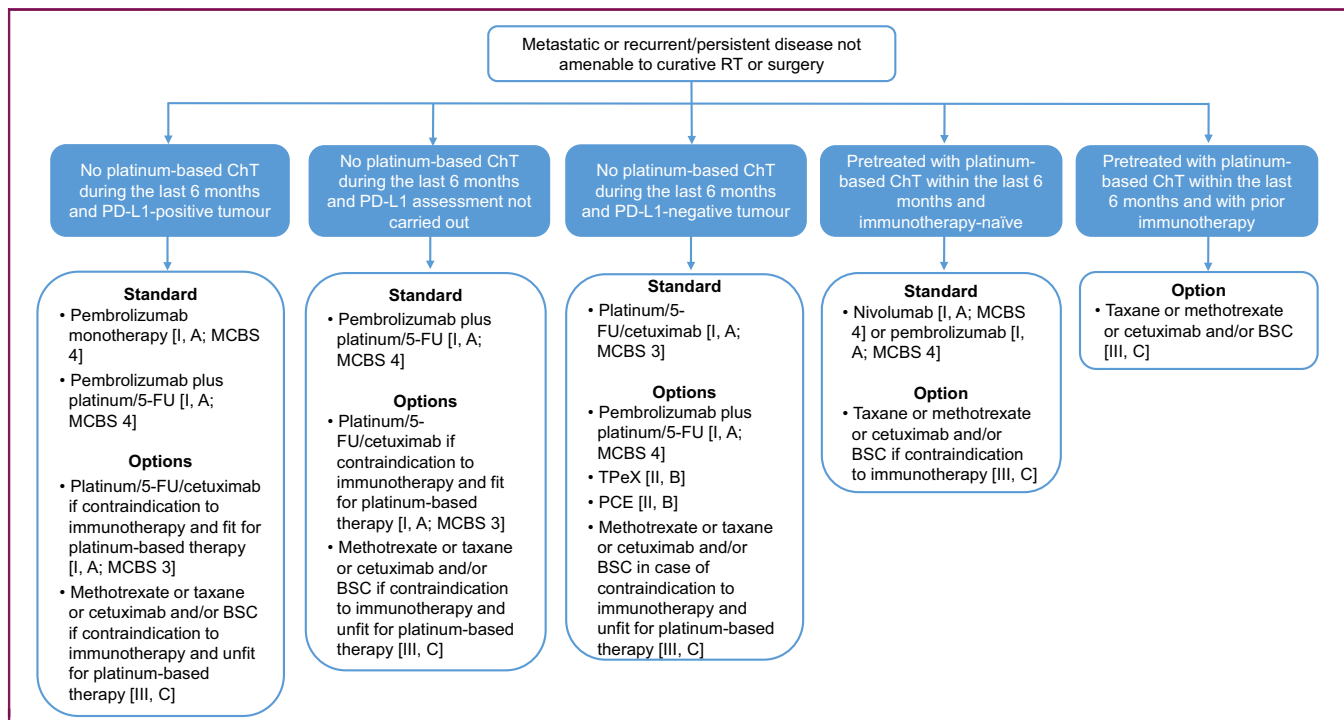 Metastatic or recurrent/persistent disease not
amenable to curative RT or surgery
No platinum-based ChT
during the last 6 months
and PD-L1-positive tumour
No platinum-based ChT
during the last 6 months
and PD-L1 assessment not
carried out
No platinum-based ChT
during the last 6 months
and PD-L1-negative tumour
Pretreated with platinum-
based ChT within the last 6
months and
immunotherapy-naïve
Pretreated with platinum-
based ChT within the last
6 months and with prior
immunotherapy
Standard
• Pembrolizumab
monotherapy [I, A; MCBS
4]
• Pembrolizumab plus
platinum/5-FU [I, A;
MCBS 4]
Options
• Platinum/5-FU/cetuximab
if contraindication to
immunotherapy and fit for
platinum-based therapy
[I, A; MCBS 3]
• Methotrexate or taxane
or cetuximab and/or BSC
if contraindication to
immunotherapy and unfit
for platinum-based
therapy [III, C]
Standard
• Pembrolizumab plus
platinum/5-FU [I, A;
MCBS 4]
Options
• Platinum/5-
FU/cetuximab if
contraindication to
immunotherapy and fit
for platinum-based
therapy [I, A; MCBS 3]
• Methotrexate or taxane
or cetuximab and/or
BSC if contraindication
to immunotherapy and
unfit for platinum-based
therapy [III, C]
Standard
• Platinum/5-
FU/cetuximab [I, A;
MCBS 3]
Options
• Pembrolizumab plus
platinum/5-FU [I, A;
MCBS 4]
• TPeX [II, B]
• PCE [II, B]
• Methotrexate or taxane
or cetuximab and/or
BSC in case of
contraindication to
immunotherapy and
unfit for platinum-based
therapy [III, C]
Standard
• Nivolumab [I, A; MCBS
4] or pembrolizumab [I,
A; MCBS 4]
Option
• Taxane or methotrexate
or cetuximab and/or
BSC if contraindication
to immunotherapy [III, C]
Option
• Taxane or methotrexate
or cetuximab and/or BSC
[III, C]